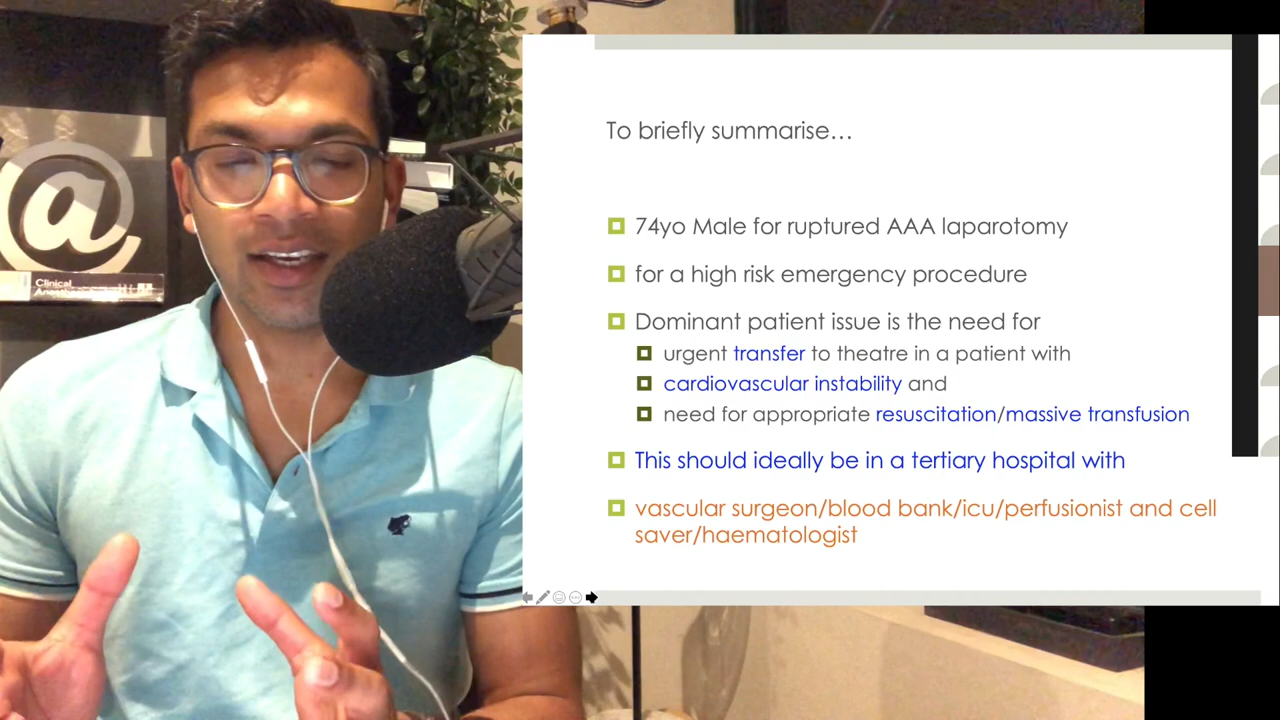 To briefly summarise…
74yo Male for ruptured AAA laparotomy
for a high risk emergency procedure
Dominant patient issue is the need for
urgent transfer to theatre in a patient with
cardiovascular instability and
need for appropriate resuscitation/massive transfusion
This should ideally be in a tertiary hospital with
vascular surgeon/blood bank/icu/perfusionist and cell
saver/haematologist
@
Clinical